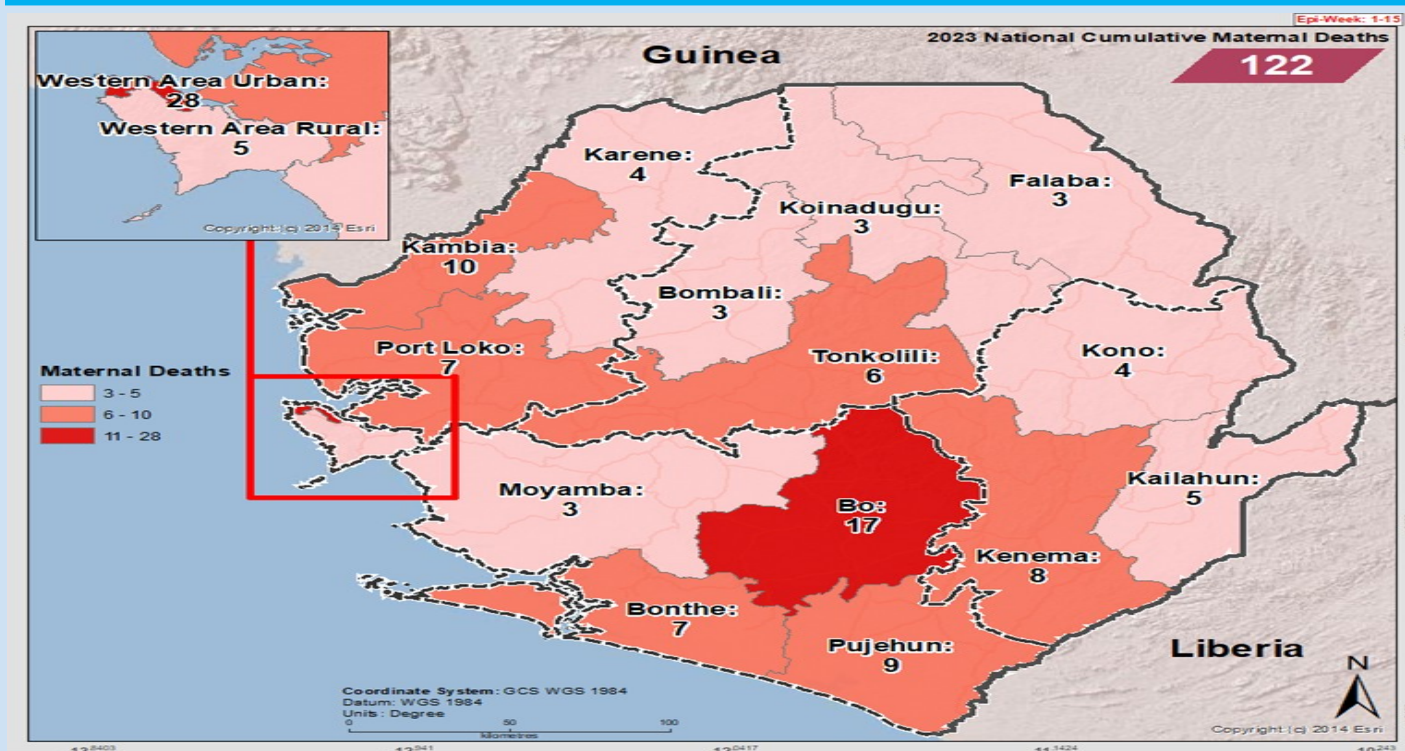 Epi-Week: 1-15
2023 National Cumulative Maternal Deaths
122
Guinea
Western Area Urban:
28
Western Area Rural:
5
Copyright:(c) 2014 Esri
Karene:
4
Falaba:
3
Koinadugu:
3
Kambia:
10
Bombali:
3
Port Loko:
7
Tonkolili:
6
Kono:
4
Maternal Deaths
3 - 5
6 - 10
11 - 28
Moyamba:
3
Bo:
17
Kailahun:
5
Kenema:
8
Bonthe:
7
Pujehun:
9
Liberia
N
Coordinate System: GCS WGS 1984
Datum: WGS 1984
Units: Degree
0 50 100
kilometres
Copyright:(c) 2014 Esri